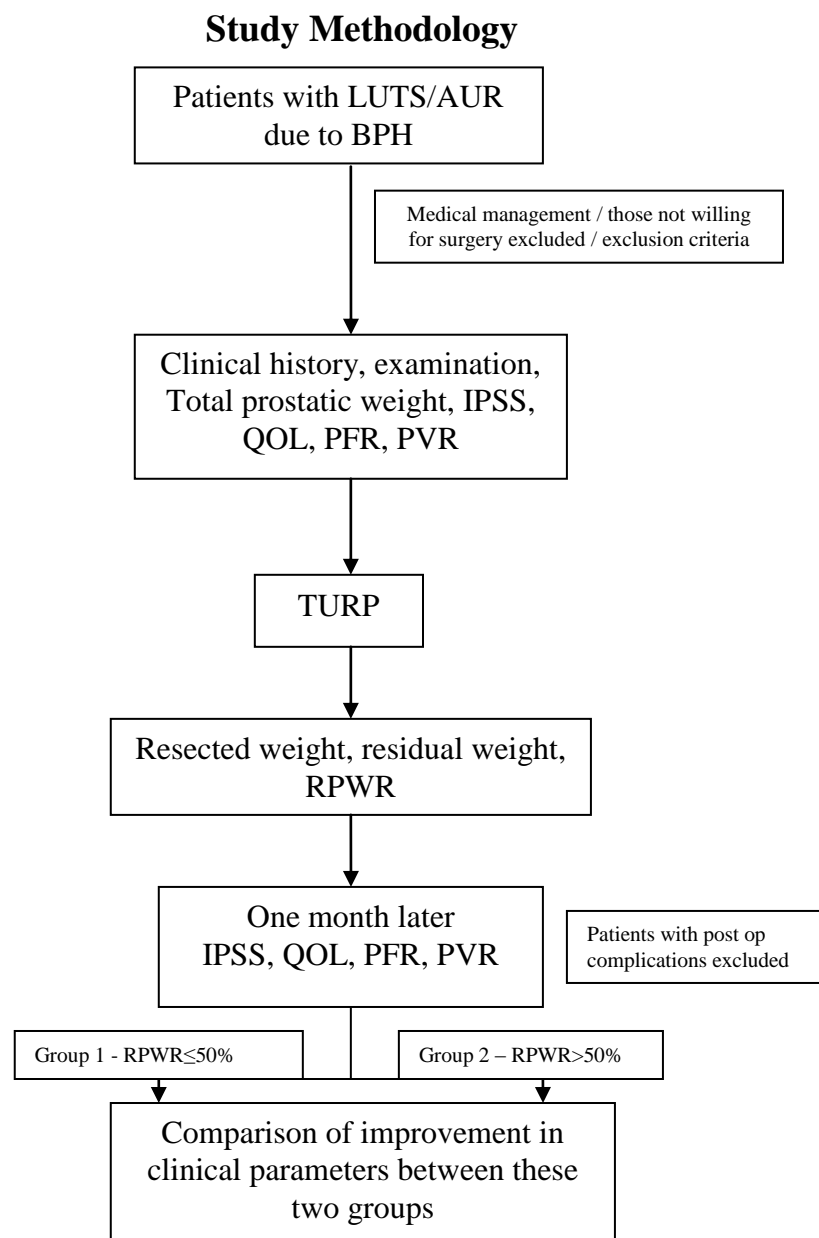 Study Methodology
Patients with LUTS/AUR
due to BPH
Medical management / those not willing
for surgery excluded / exclusion criteria
Clinical history, examination,
Total prostatic weight, IPSS,
QOL, PFR, PVR
TURP
Resected weight, residual weight,
RPWR
One month later
IPSS, QOL, PFR, PVR
Patients with post op
complications excluded
Group 1 - RPWR≤50%
Group 2 – RPWR>50%
Comparison of improvement in
clinical parameters between these
two groups